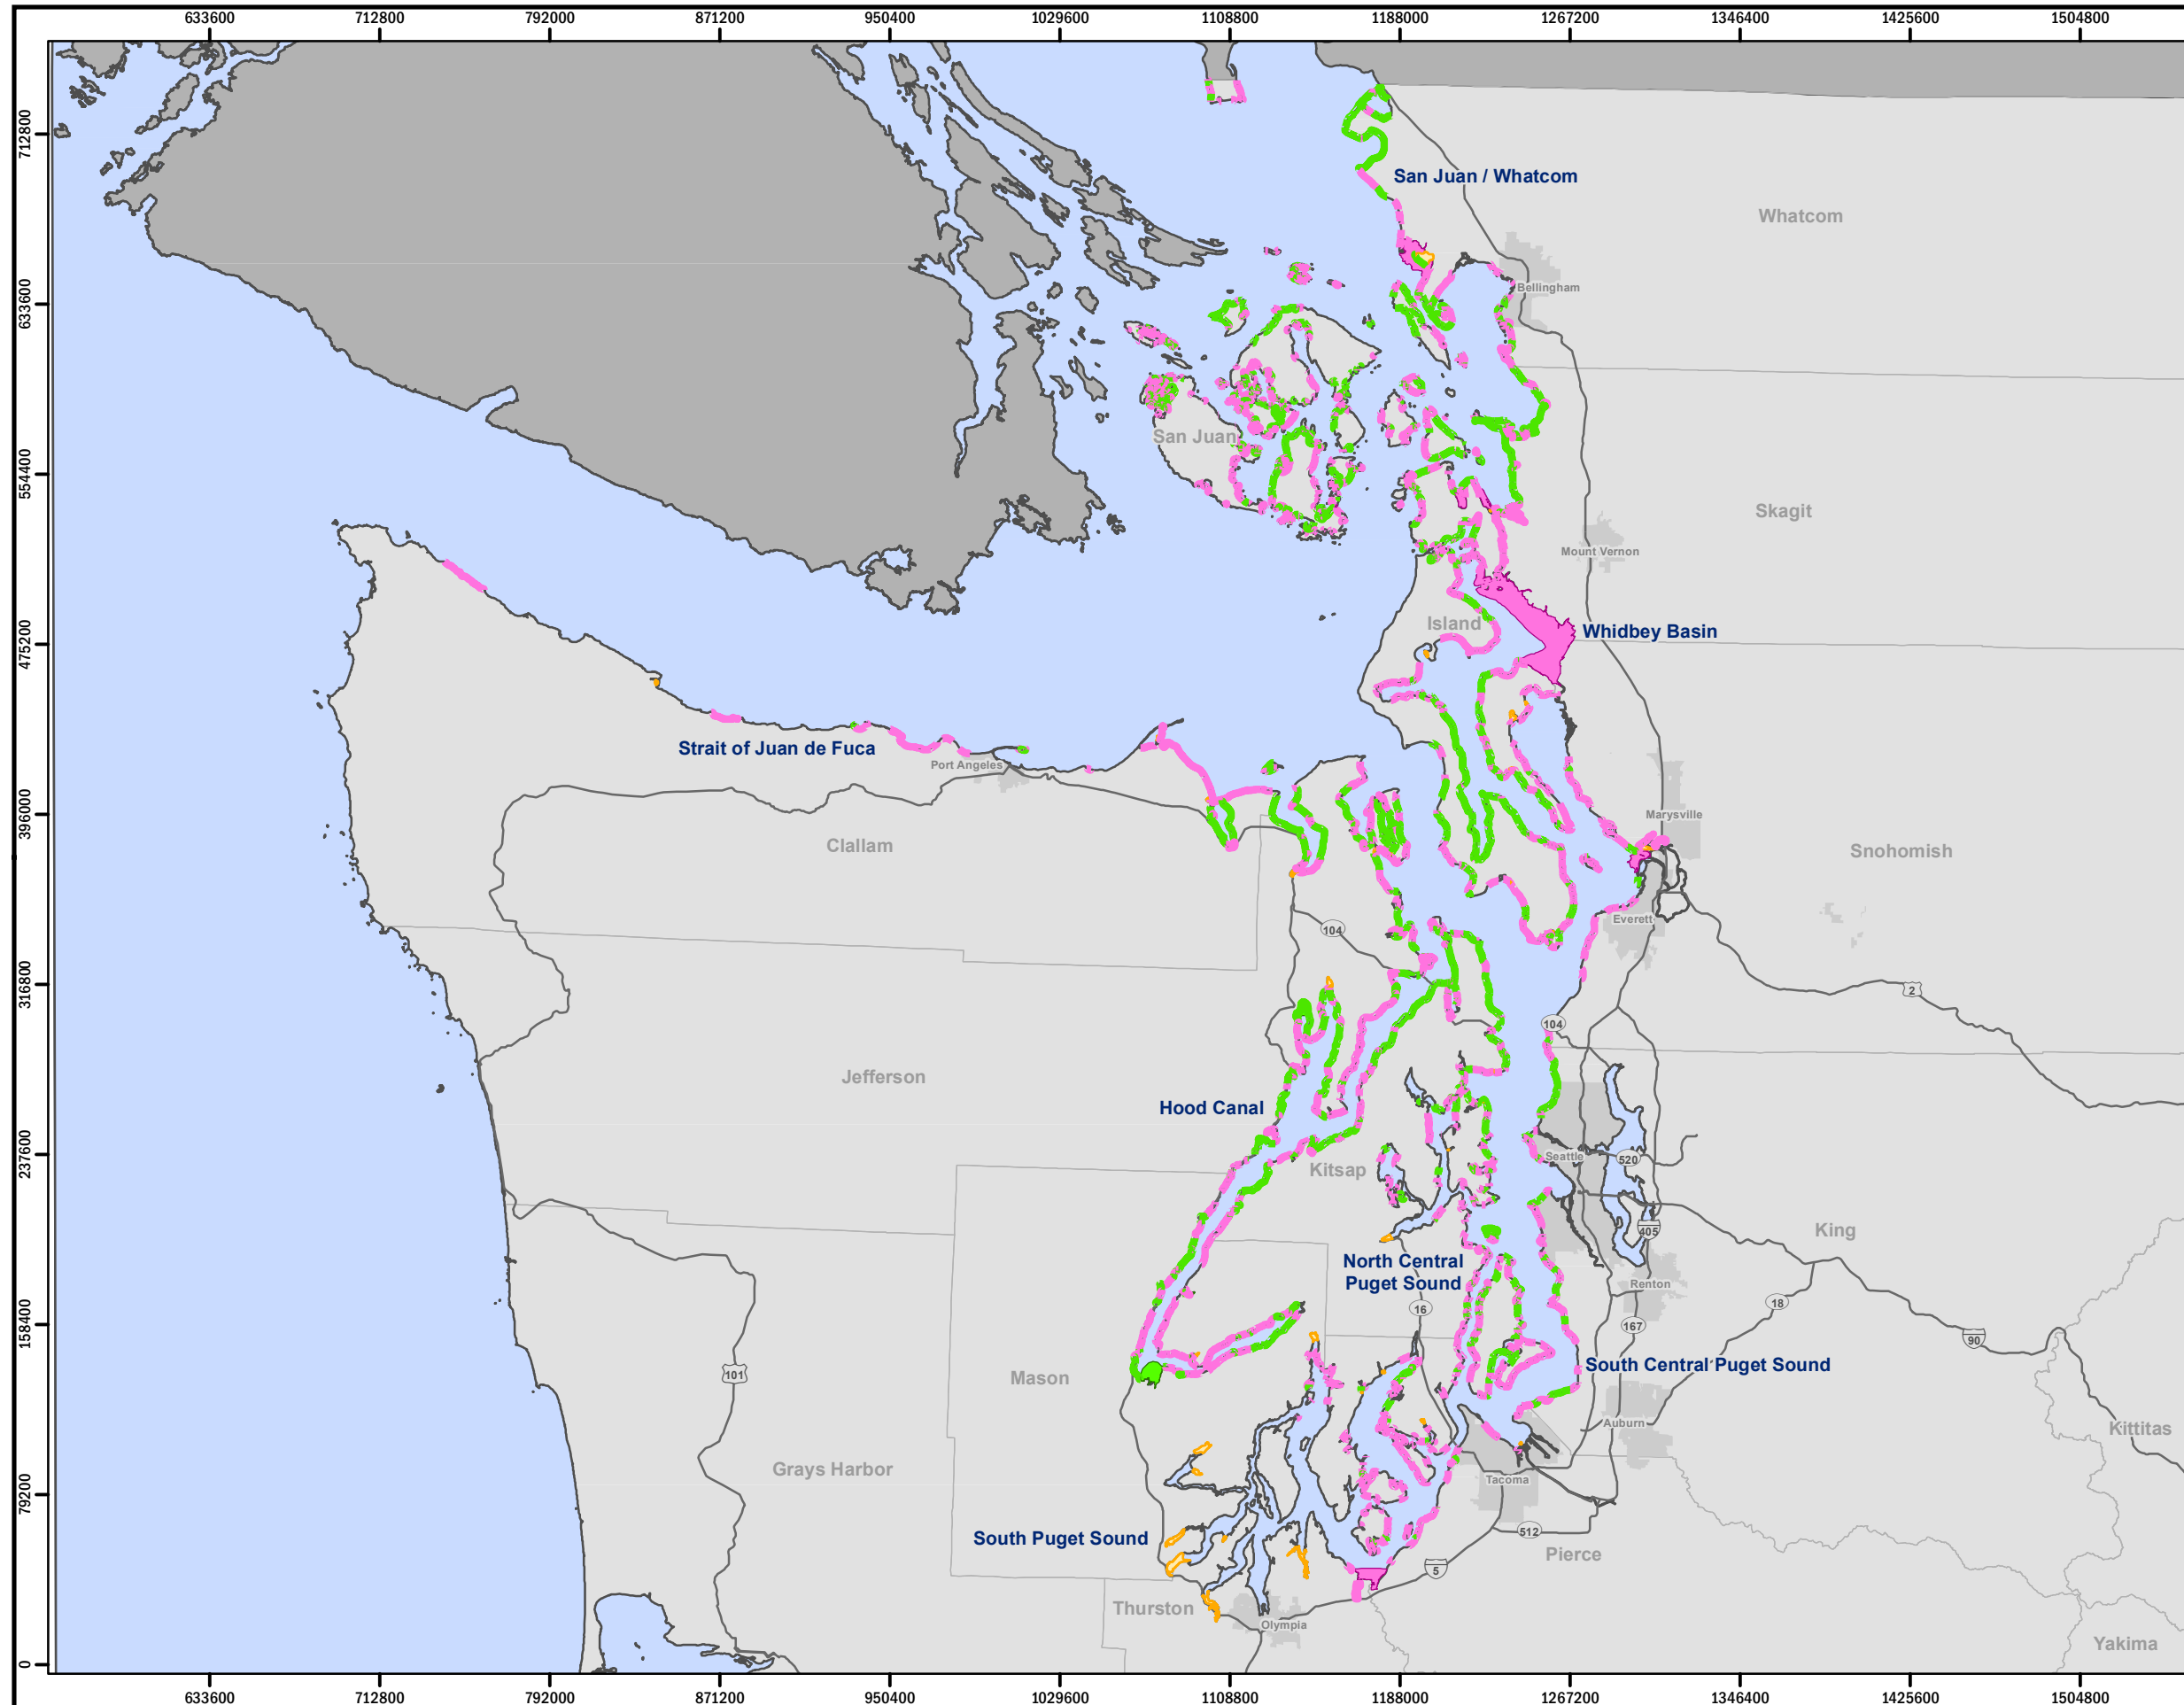 633600 712800 792000 871200 950400 1029600 1108800 1188000 1267200 1346400 1425600 1504800
712800
San Juan / Whatcom
Whatcom
Bellingham
633600
San Juan
554400
Skagit
Mount Vernon
Island
Whidbey Basin
475200
Strait of Juan de Fuca
Port Angeles
396000
Marysville
Clallam
Snohomish
Everett
104
2
316800
104
Jefferson
Hood Canal
237600
Seattle
520
Kitsap
405
King
North Central
Puget Sound
Renton
16
18
158400
167
90
South Central Puget Sound
101
Mason
Auburn
Kittitas
Grays Harbor
Tacoma
79200
512
South Puget Sound
Pierce
5
Thurston
Olympia
Yakima
0
633600 712800 792000 871200 950400 1029600 1108800 1188000 1267200 1346400 1425600 1504800